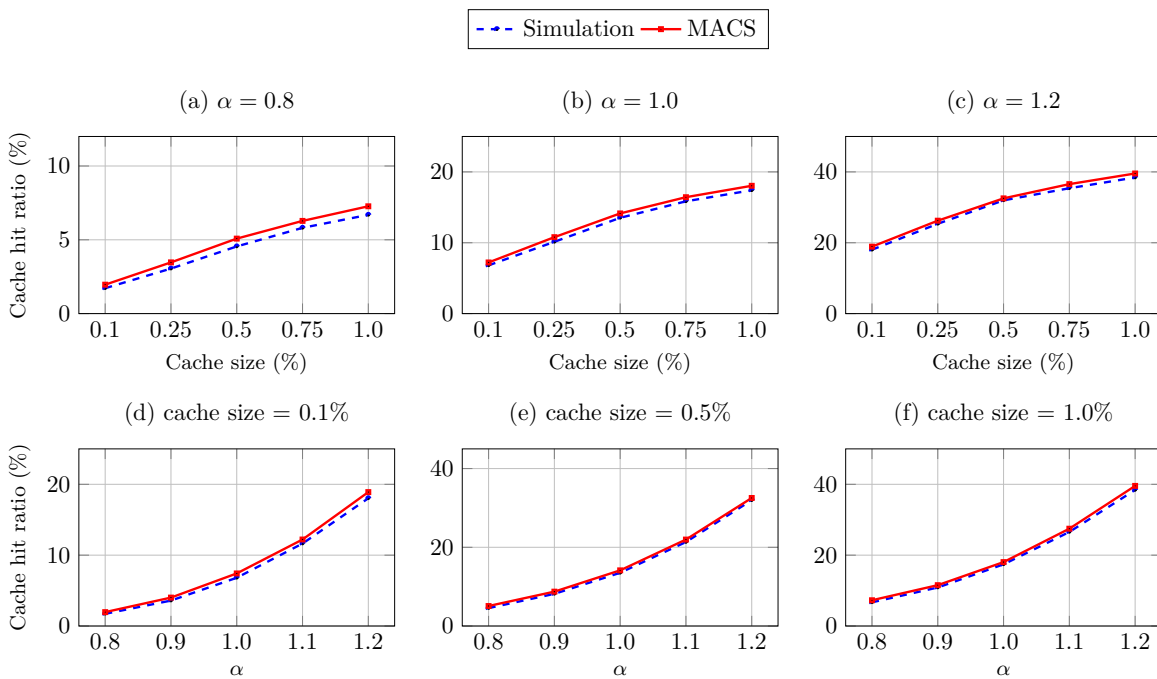 Simulation MACS
(a) α = 0.8
(b) α = 1.0
(c) α = 1.2
Cache hit ratio (%)
10
5
0
20
10
0
40
20
0
0.1 0.25 0.5 0.75 1.0
0.1 0.25 0.5 0.75 1.0
0.1 0.25 0.5 0.75 1.0
Cache size (%)
Cache size (%)
Cache size (%)
(d) cache size = 0.1%
(e) cache size = 0.5%
(f) cache size = 1.0%
Cache hit ratio (%)
20
10
0
40
20
0
40
20
0
0.8 0.9 1.0 1.1 1.2
0.8 0.9 1.0 1.1 1.2
0.8 0.9 1.0 1.1 1.2
α
α
α